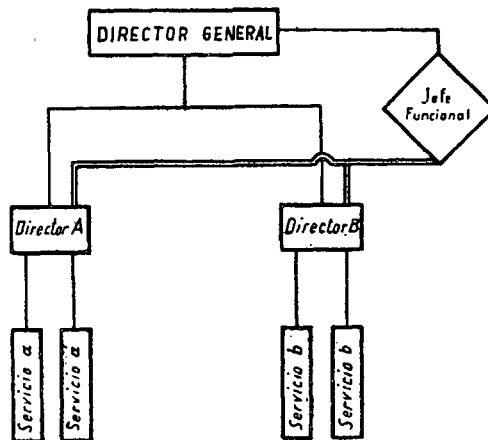 DIRECTOR GENERAL
Jefe
Funcional
Director A
Director B
Servicio a
Servicio a
Servicio b
Servicio b